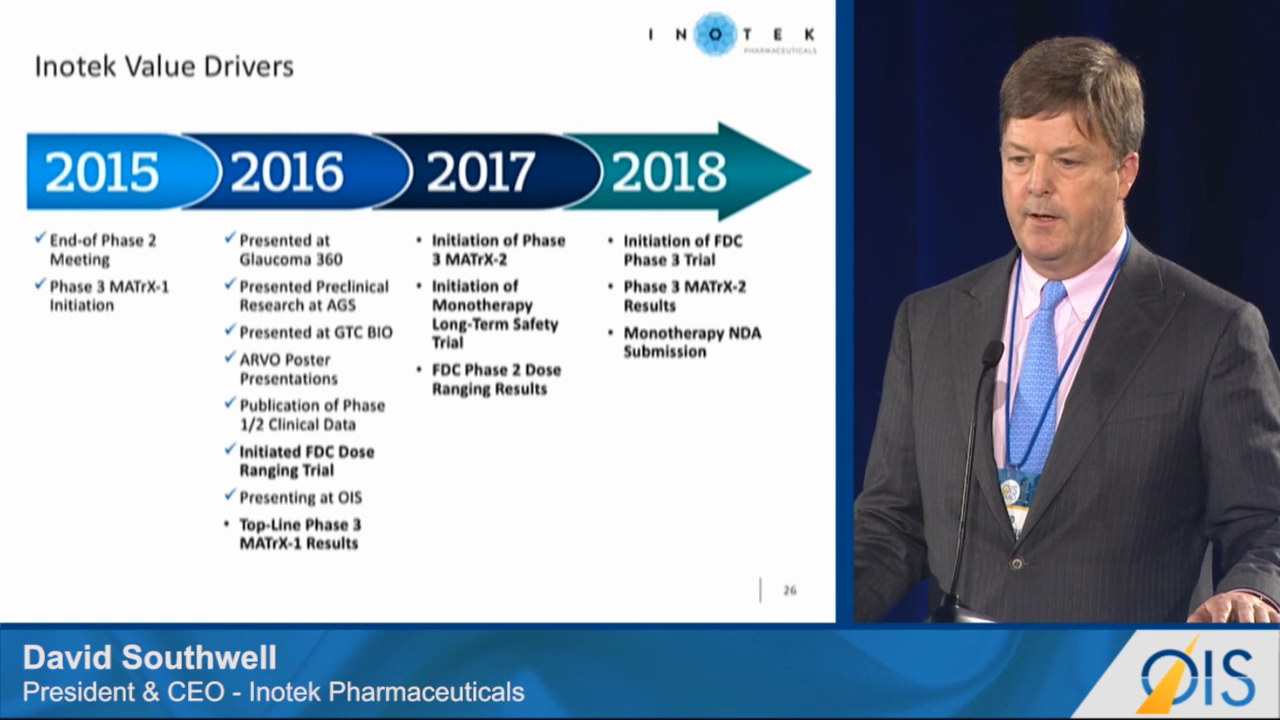 INOTEK
PHARMACEUTICALS
Inotek Value Drivers
2015
2016
2017
2018
End-of Phase 2
Meeting
Phase 3 MATrX-1
Initiation
Presented at
Glaucoma 360
Presented Preclinical
Research at AGS
Presented at GTC BIO
ARVO Poster
Presentations
Publication of Phase
1/2 Clinical Data
Initiated FDC Dose
Ranging Trial
Presenting at OIS
• Top-Line Phase 3
MATrX-1 Results
• Initiation of Phase
3 MATrX-2
• Initiation of
Monotherapy
Long-Term Safety
Trial
• FDC Phase 2 Dose
Ranging Results
• Initiation of FDC
Phase 3 Trial
• Phase 3 MATrX-2
Results
• Monotherapy NDA
Submission
26
OIS
David Southwell
President & CEO - Inotek Pharmaceuticals
OIS